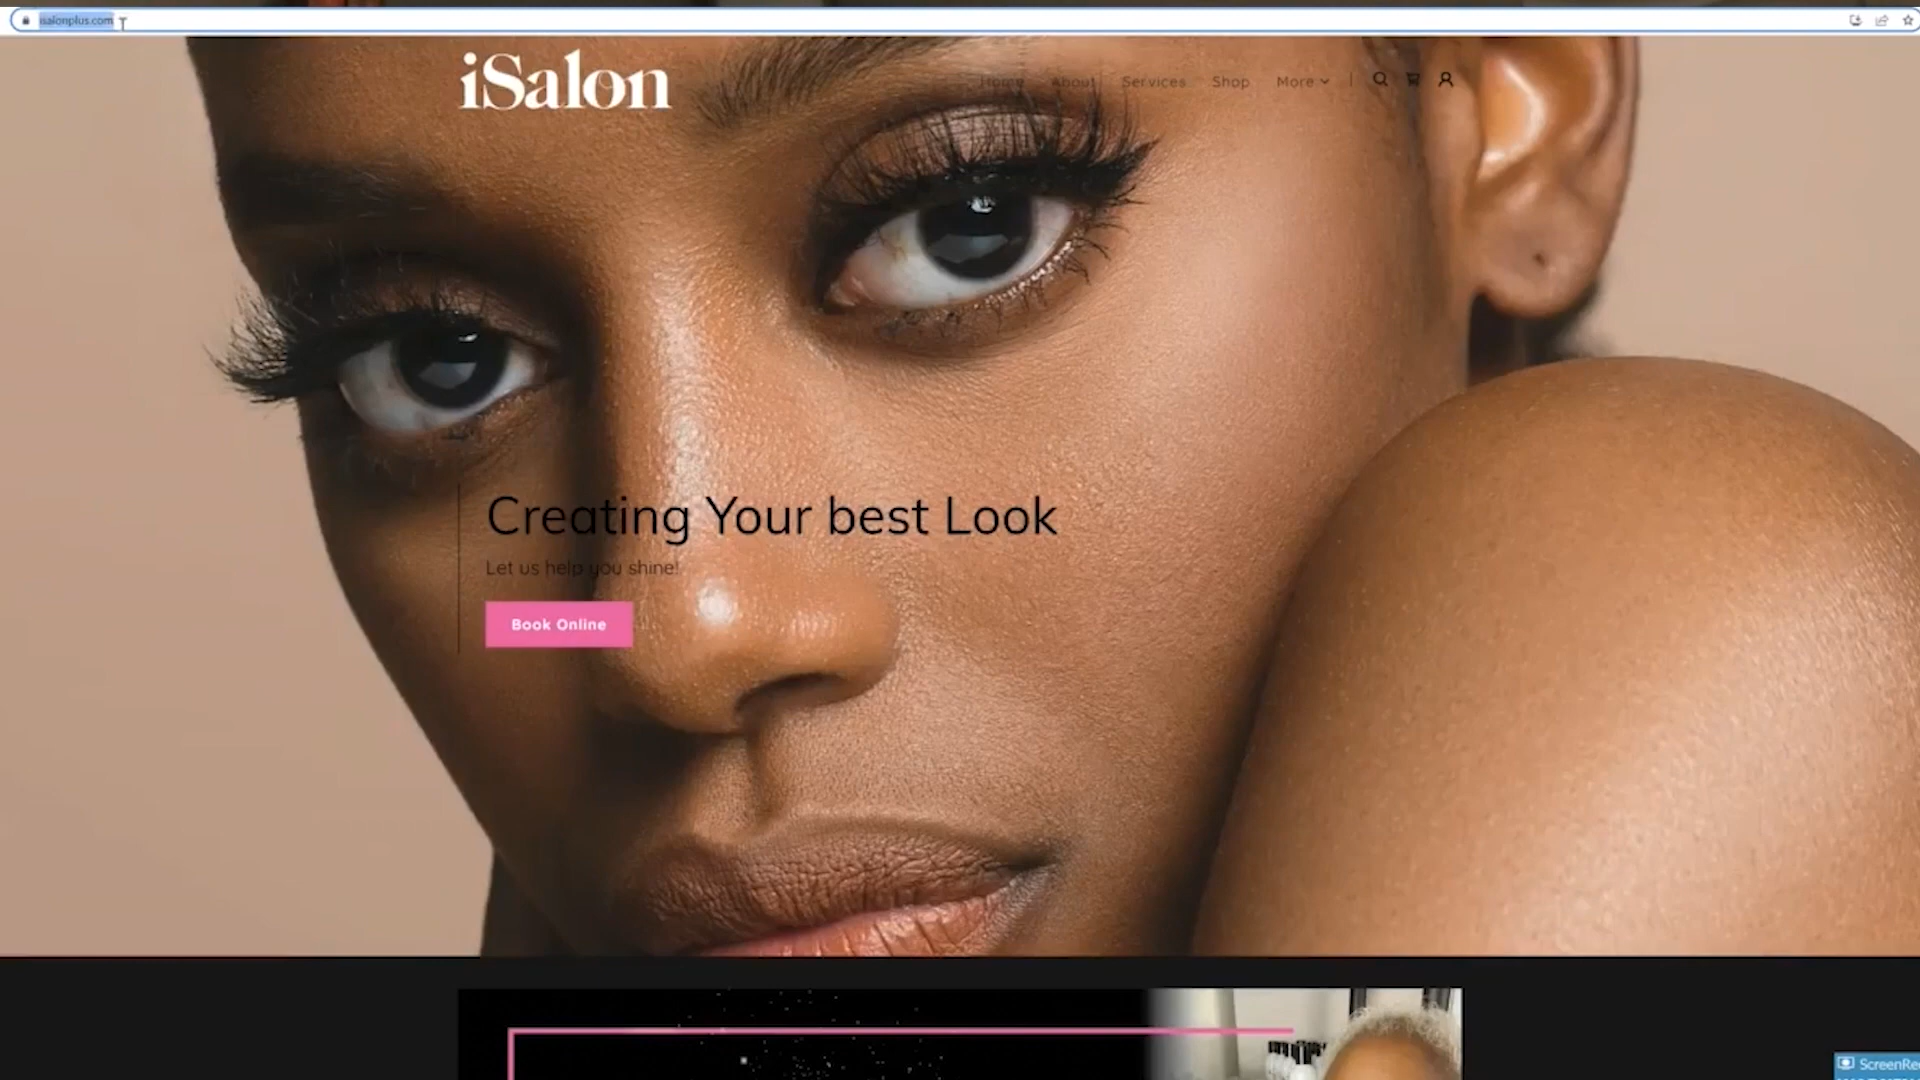 isalonplus.com
iSalon
Home About Services Shop More
Creating Your best Look
Let us help you shine!
Book Online
ScreenRec